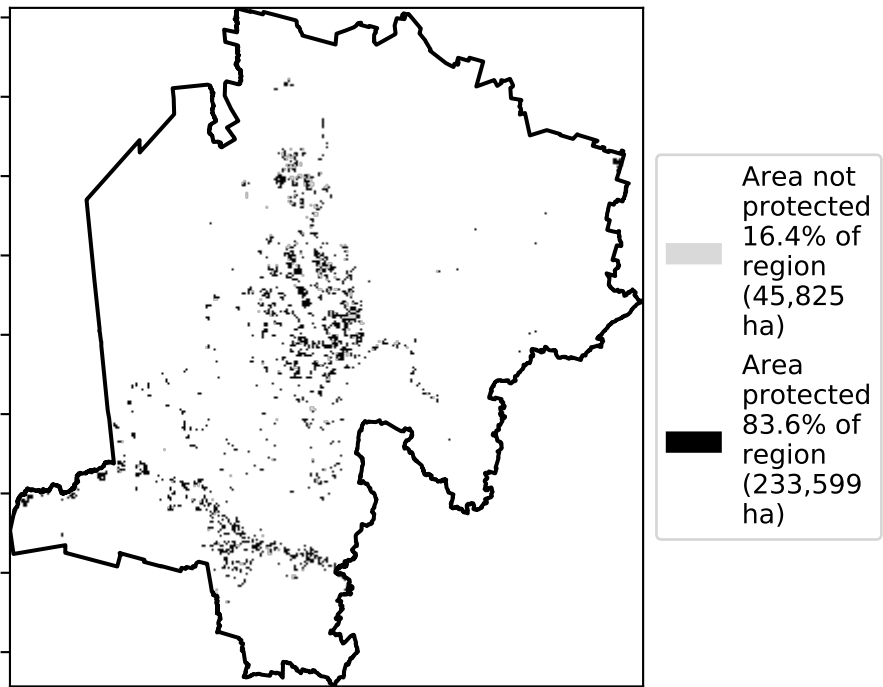 Area not
protected
16.4% of
region
(45,825
ha)
Area
protected
83.6% of
region
(233,599
ha)